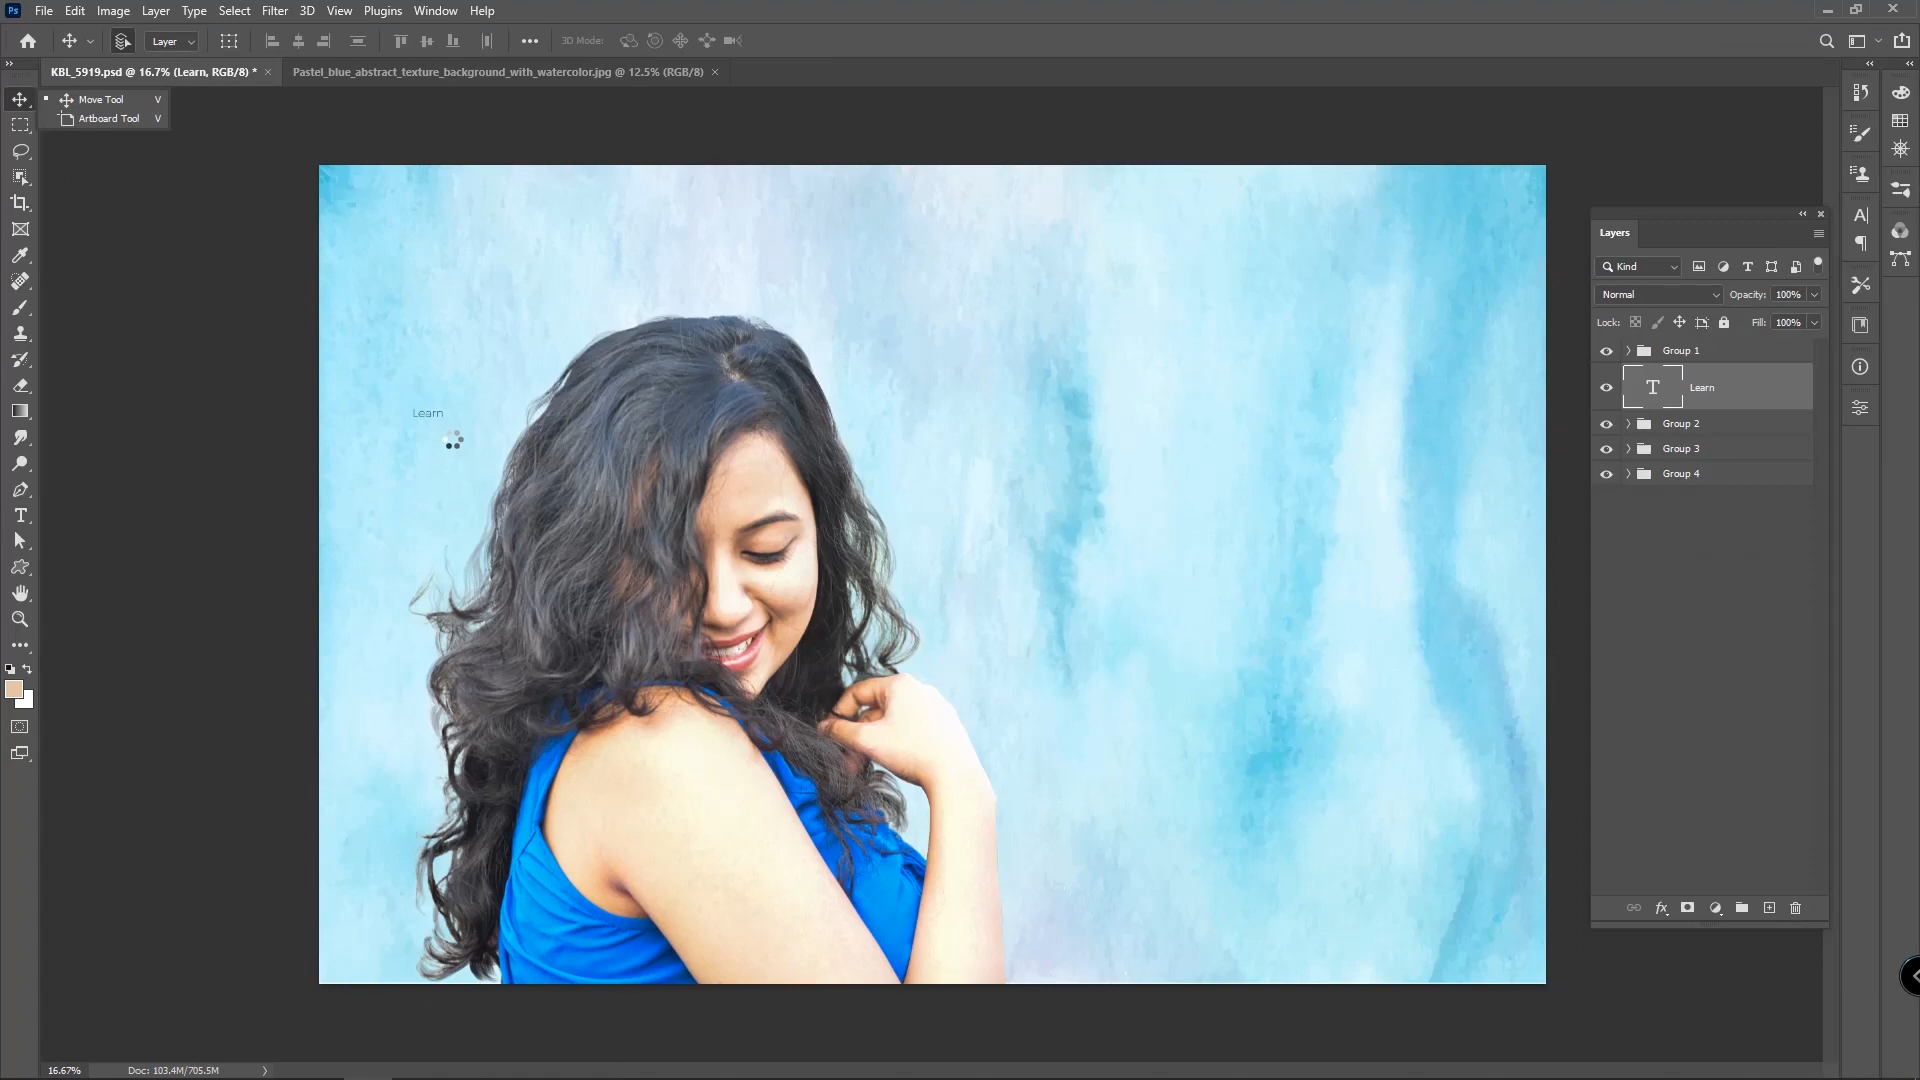 Ps File Edit Image Layer Type Select Filter 3D View Plugins Window Help
Layer 3D Mode:
KBL_5919.psd @ 16.7% (Learn, RGB/8) * × Pastel_blue_abstract_texture_background_with_watercolor.jpg @ 12.5% (RGB/8) ×
Move Tool V
Artboard Tool V
Learn
Layers
Kind
Normal Opacity: 100%
Lock: Fill: 100%
Group 1
T Learn
Group 2
Group 3
Group 4
fx
16.67% Doc: 103.4M/705.5M